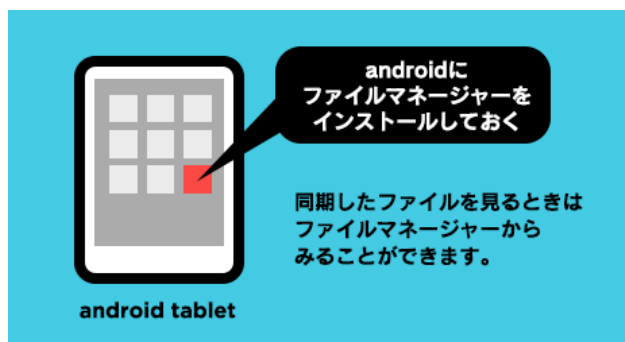 androidに
ファイルマネージャーを
インストールしておく
同期したファイルを見るときは
ファイルマネージャーから
みることができます。
android tablet